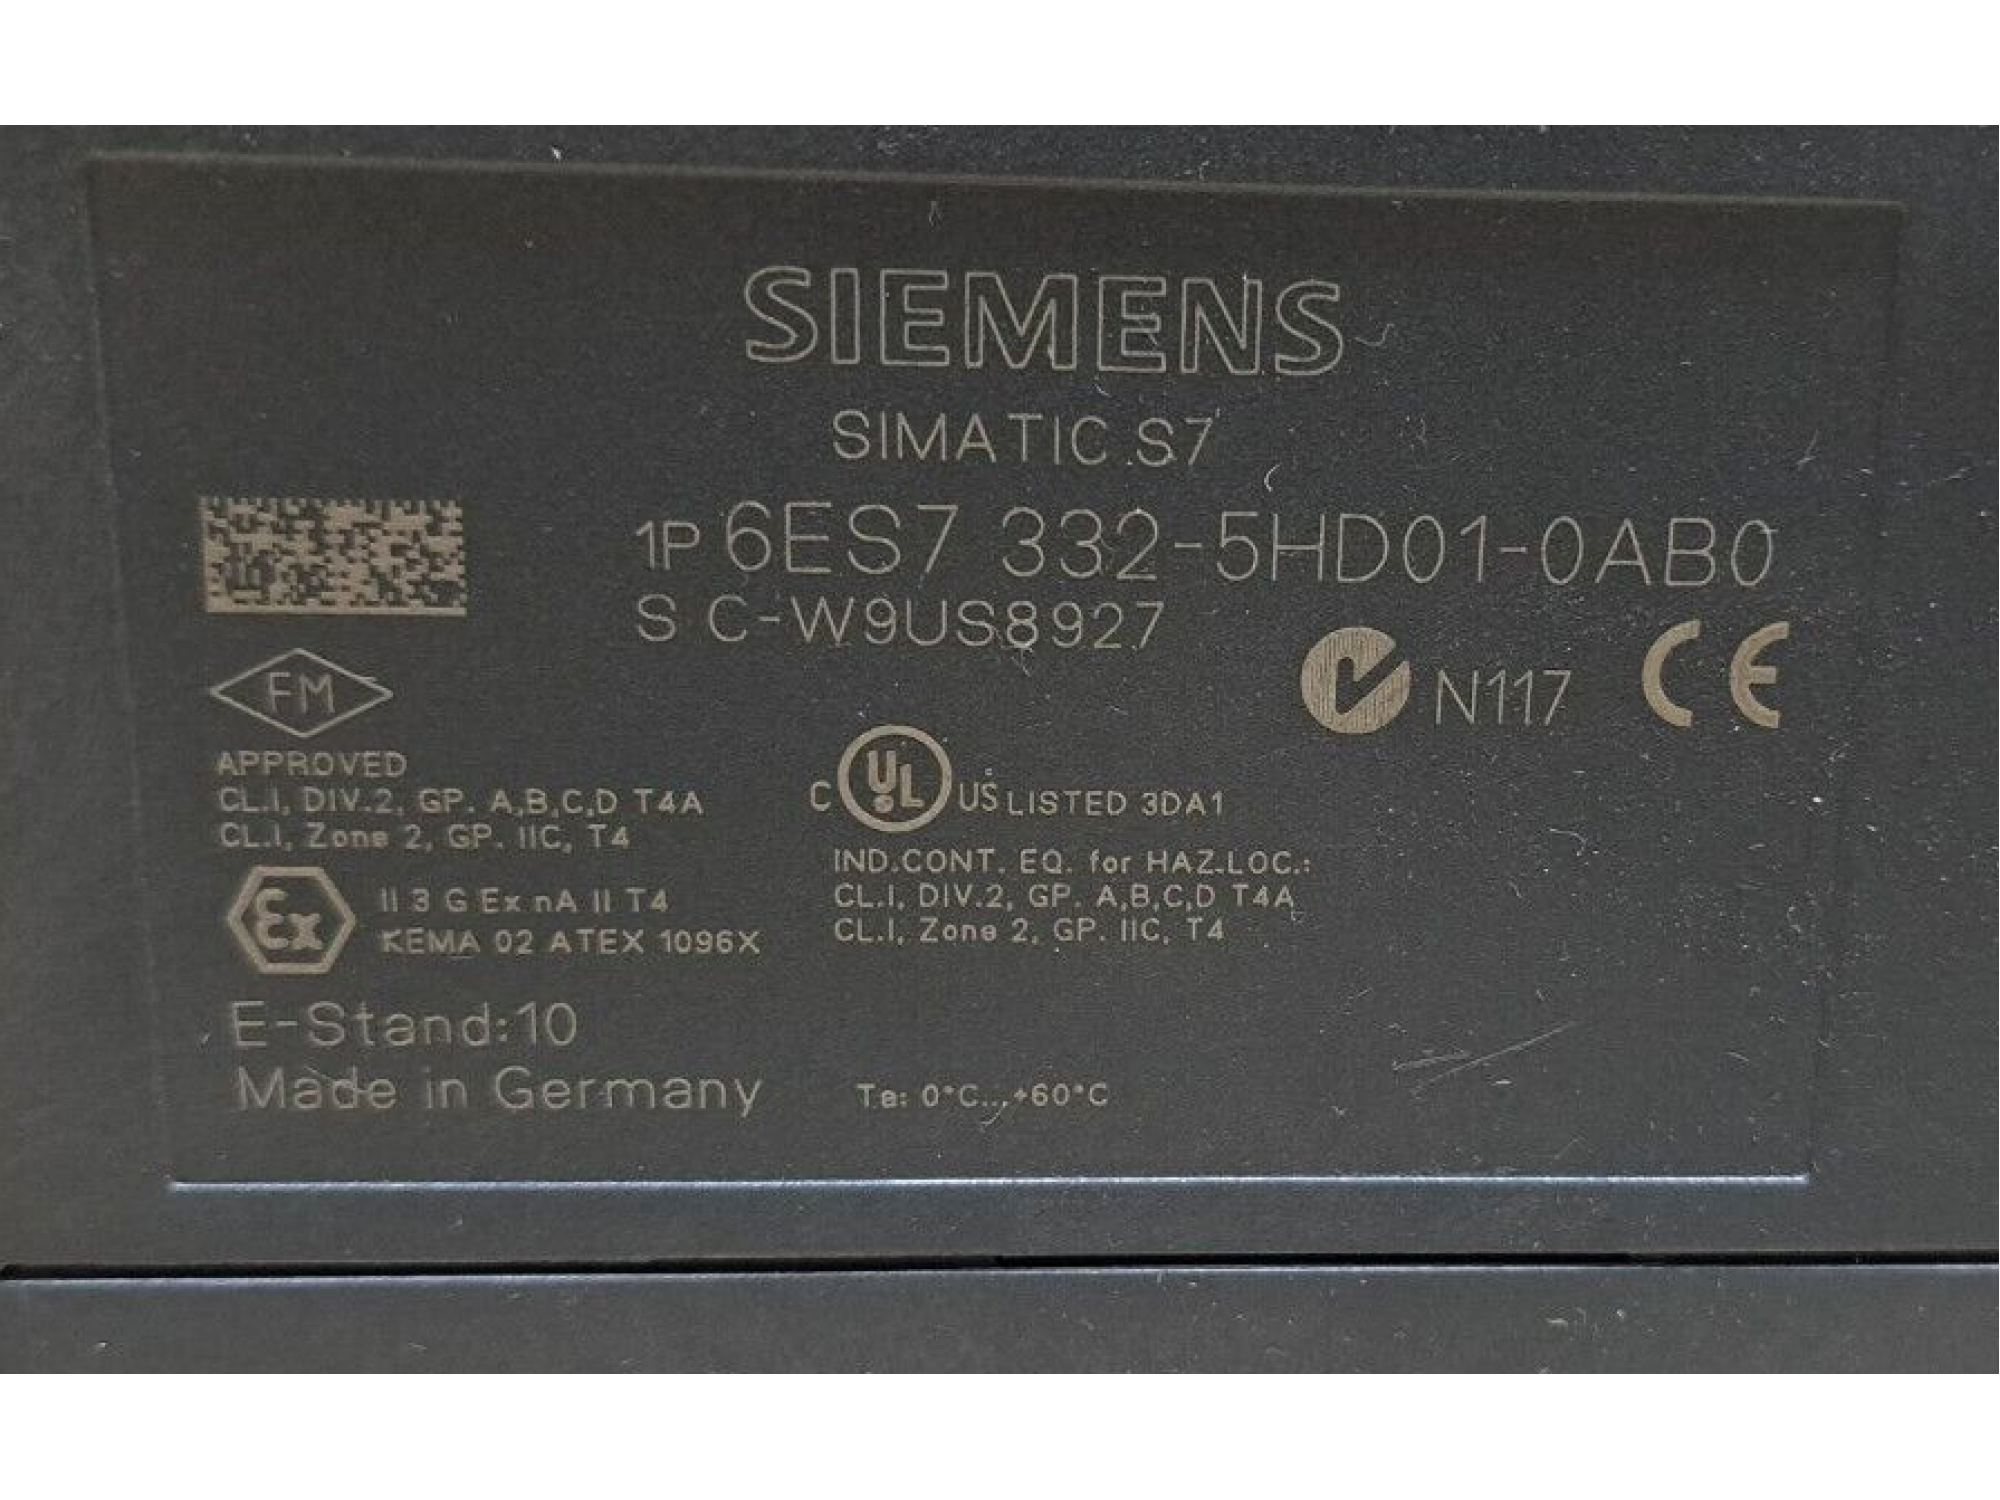 SIEMENS
SIMATIC S7
1P 6ES7 332-5HD01-0AB0
S C-W9US8927
N117 CE
FM
APPROVED
CL.I, DIV.2, GP. A,B,C,D T4A
CL.I, Zone 2, GP. IIC, T4
C UL US LISTED 3DA1
IND.CONT. EQ. for HAZ.LOC.:
CL.I, DIV.2, GP. A,B,C,D T4A
CL.I, Zone 2, GP. IIC, T4
Ex II 3 G Ex nA II T4
KEMA 02 ATEX 1096X
E-Stand:10
Made in Germany
Ta: 0°C...+60°C